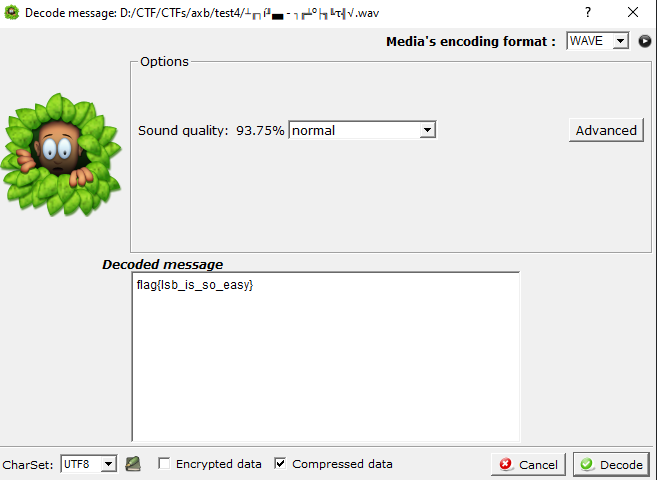 Decode message: D:/CTF/CTFs/axb/test4/ .wav
Media's encoding format :
WAVE
Options
Sound quality: 93.75%
normal
Advanced
Decoded message
flag{lsb_is_so_easy}
CharSet:
UTF8
Encrypted data
Compressed data
Cancel
Decode